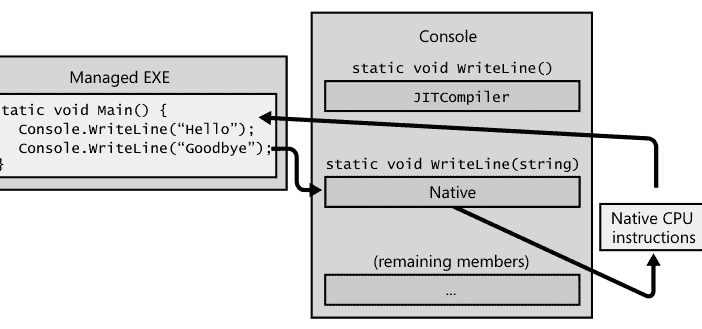 Managed EXE
tatic void Main() {
Console.WriteLine(“Hello”);
Console.WriteLine(“Goodbye”);
}
Console
static void WriteLine()
JITCompiler
static void WriteLine(string)
Native
(remaining members)
...
Native CPU
instructions